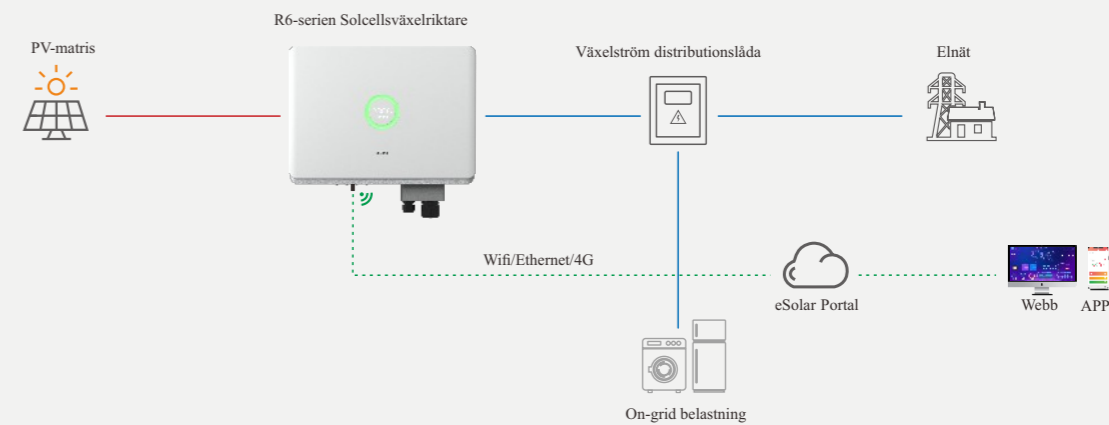 R6-serien Solcellsväxelriktare
PV-matris
Växelström distributionslåda
Elnät
Wifi/Ethernet/4G
eSolar Portal
Webb
APP
On-grid belastning